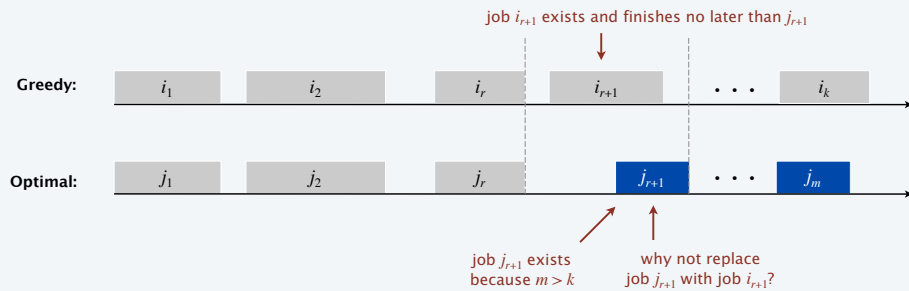 job i_{r+1} exists and finishes no later than j_{r+1}
Greedy: i_1 i_2 i_r i_{r+1} . . . i_k
Optimal: j_1 j_2 j_r j_{r+1} . . . j_m
job j_{r+1} exists
because m > k
why not replace
job j_{r+1} with job i_{r+1}?